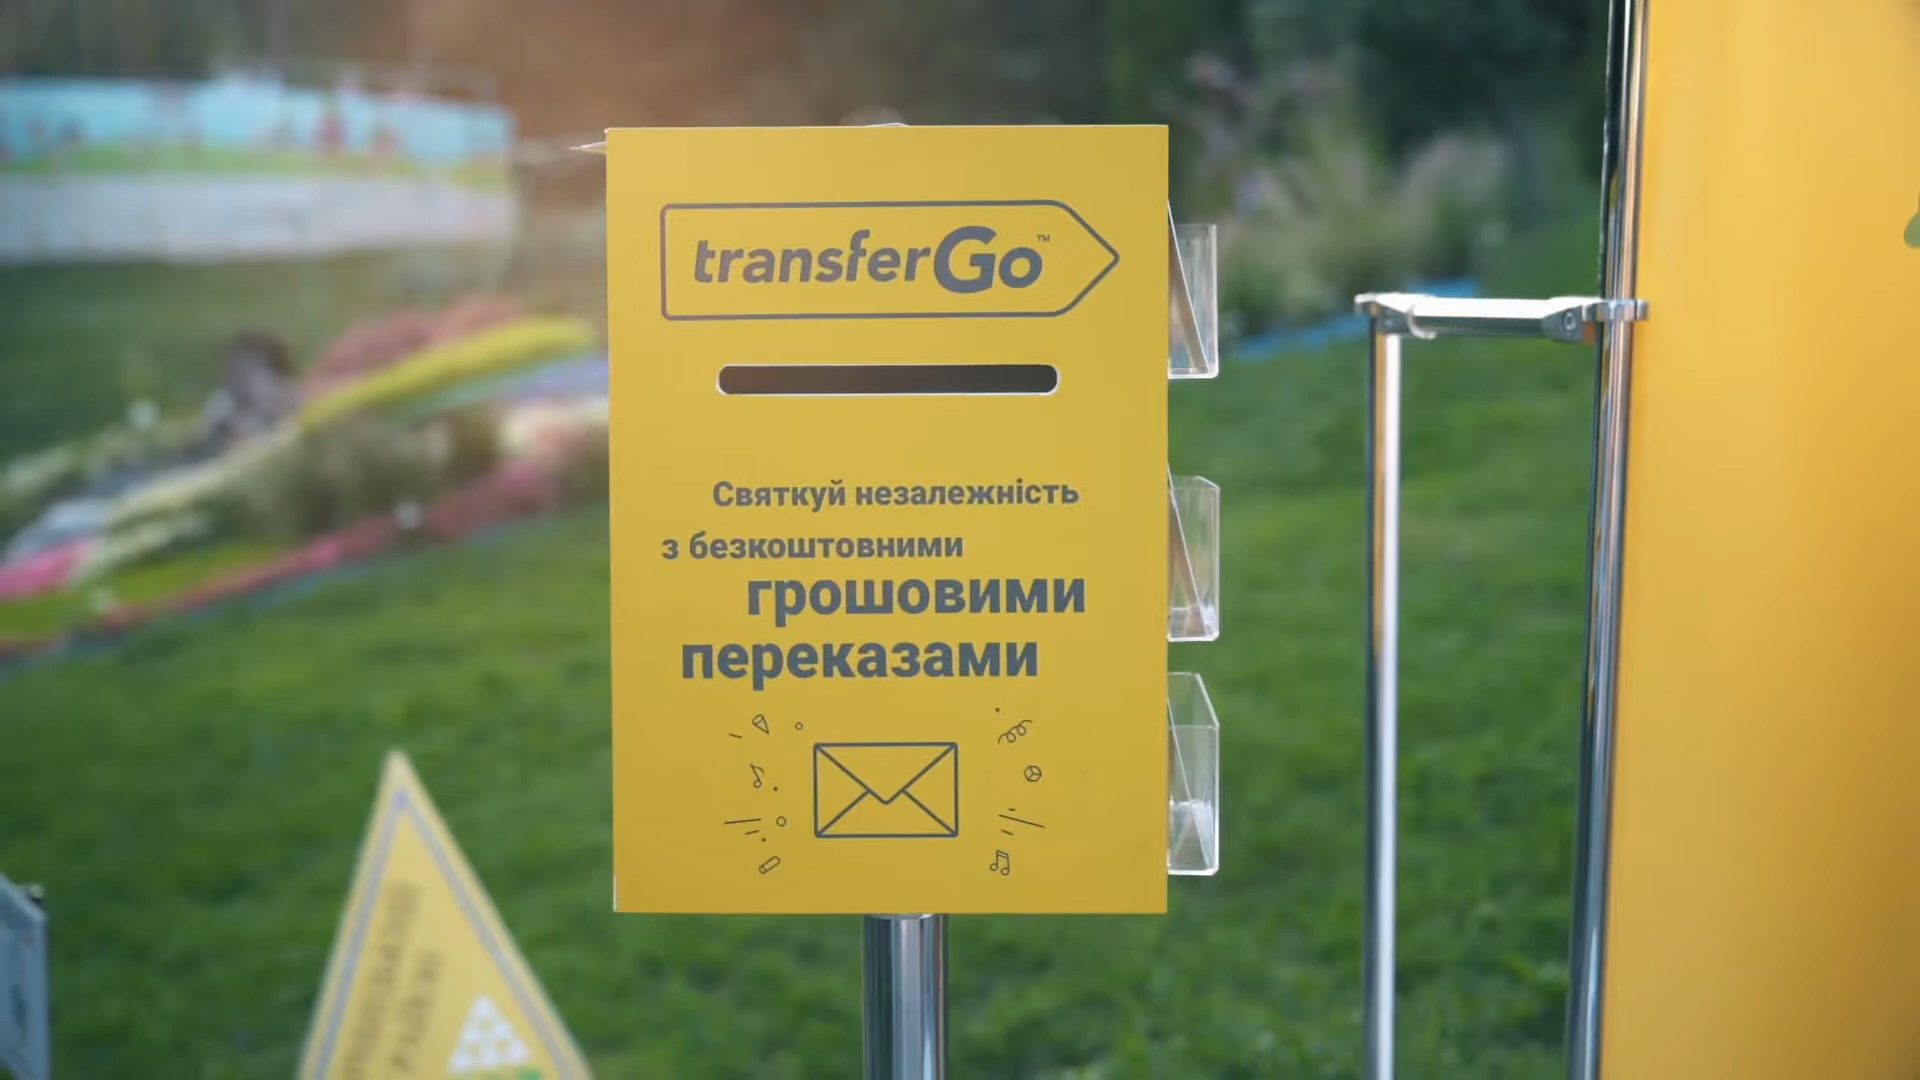 transferGo™
Святкуй незалежність
з безкоштовними
грошовими
переказами